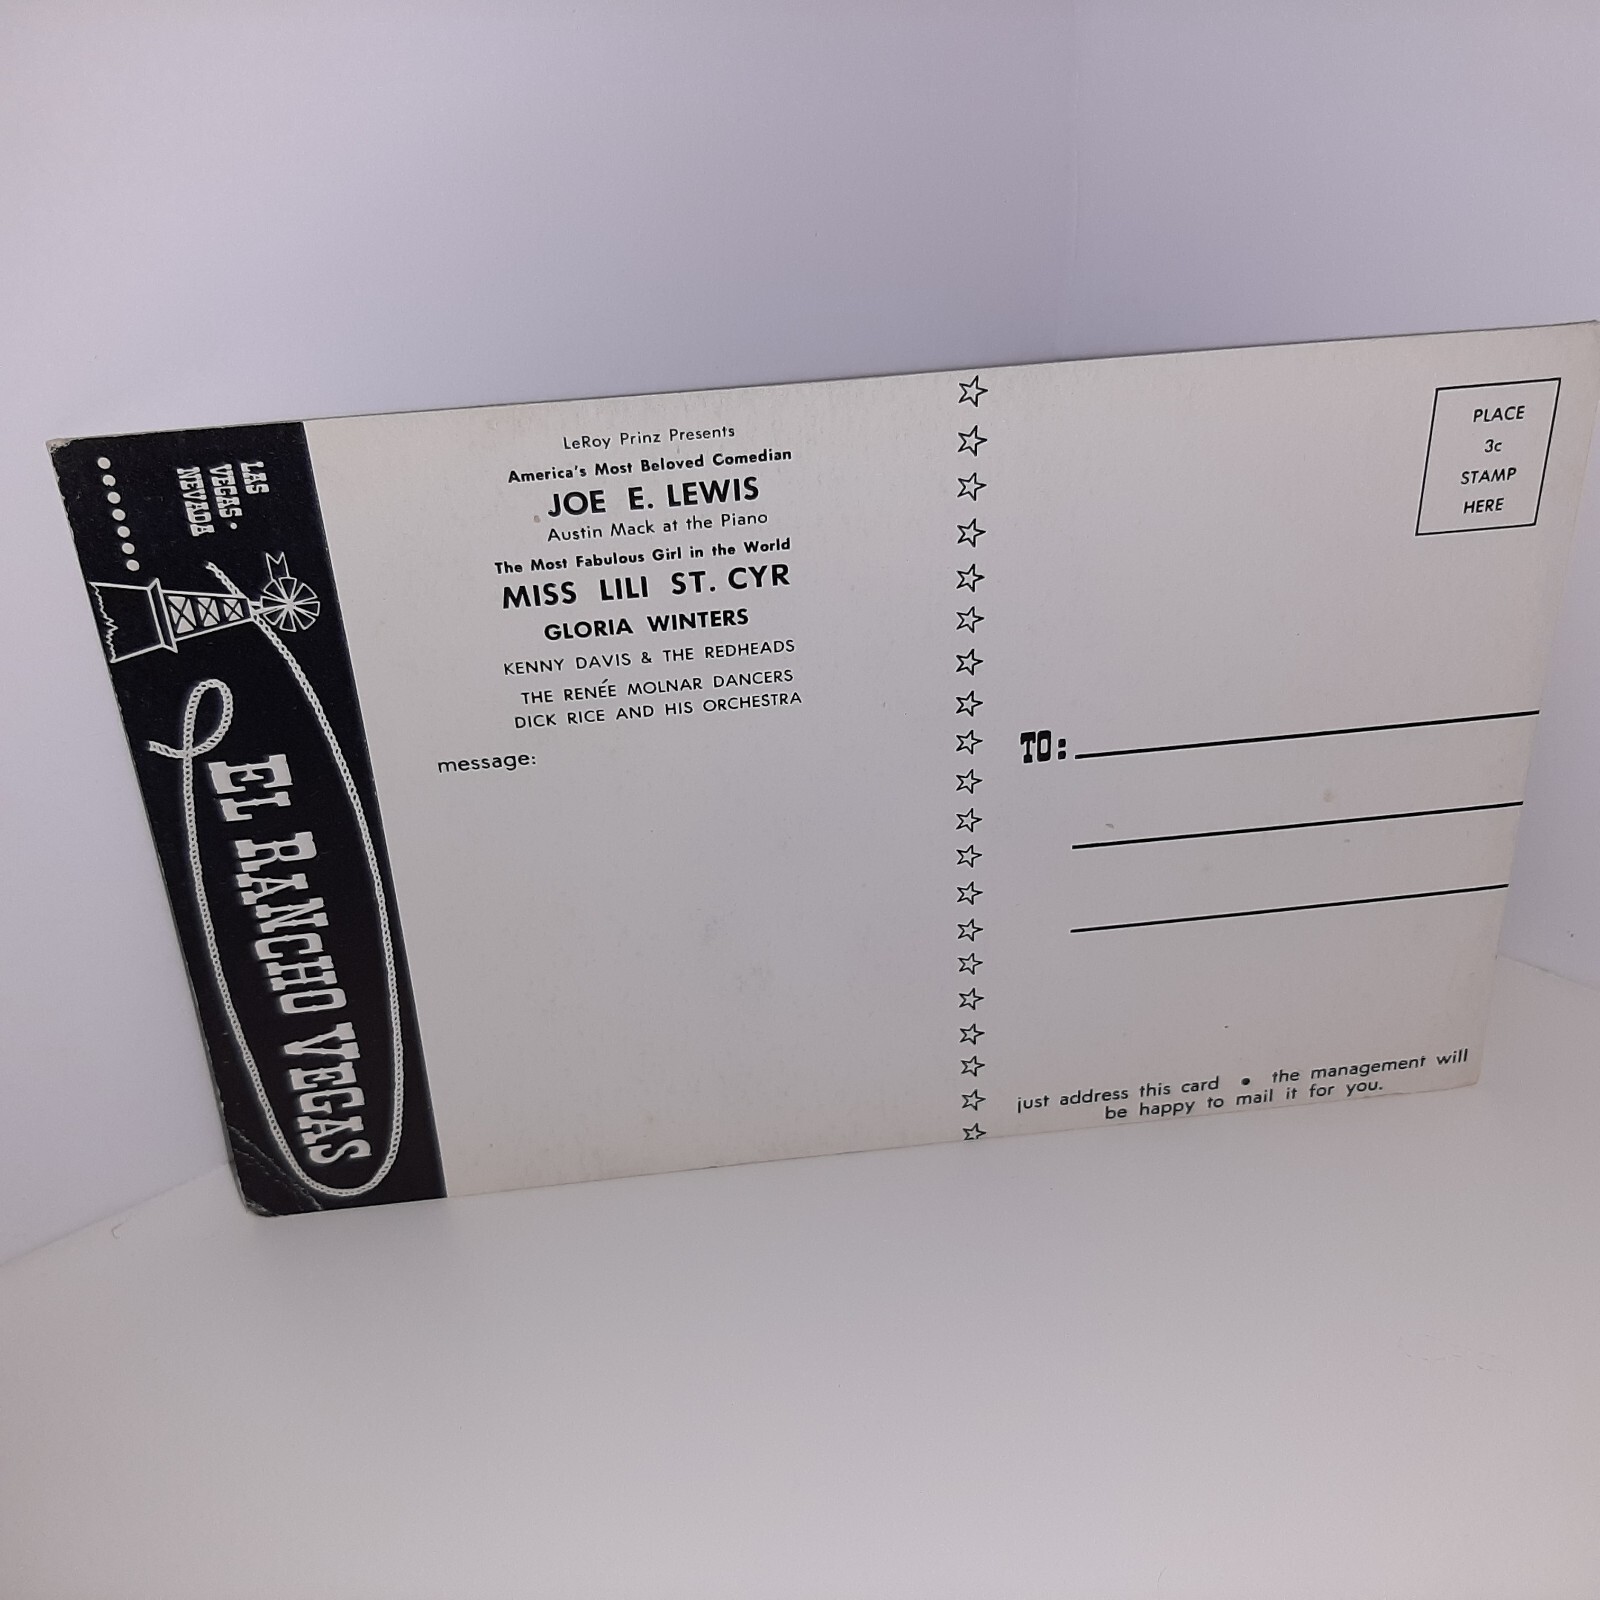 LAS
VEGAS·
NEVADA
EL RANCHO VEGAS
LeRoy Prinz Presents
America's Most Beloved Comedian
JOE E. LEWIS
Austin Mack at the Piano
The Most Fabulous Girl in the World
MISS LILI ST. CYR
GLORIA WINTERS
KENNY DAVIS & THE REDHEADS
THE RENÉE MOLNAR DANCERS
DICK RICE AND HIS ORCHESTRA
message:
PLACE
3c
STAMP
HERE
TO:
just address this card • the management will
be happy to mail it for you.